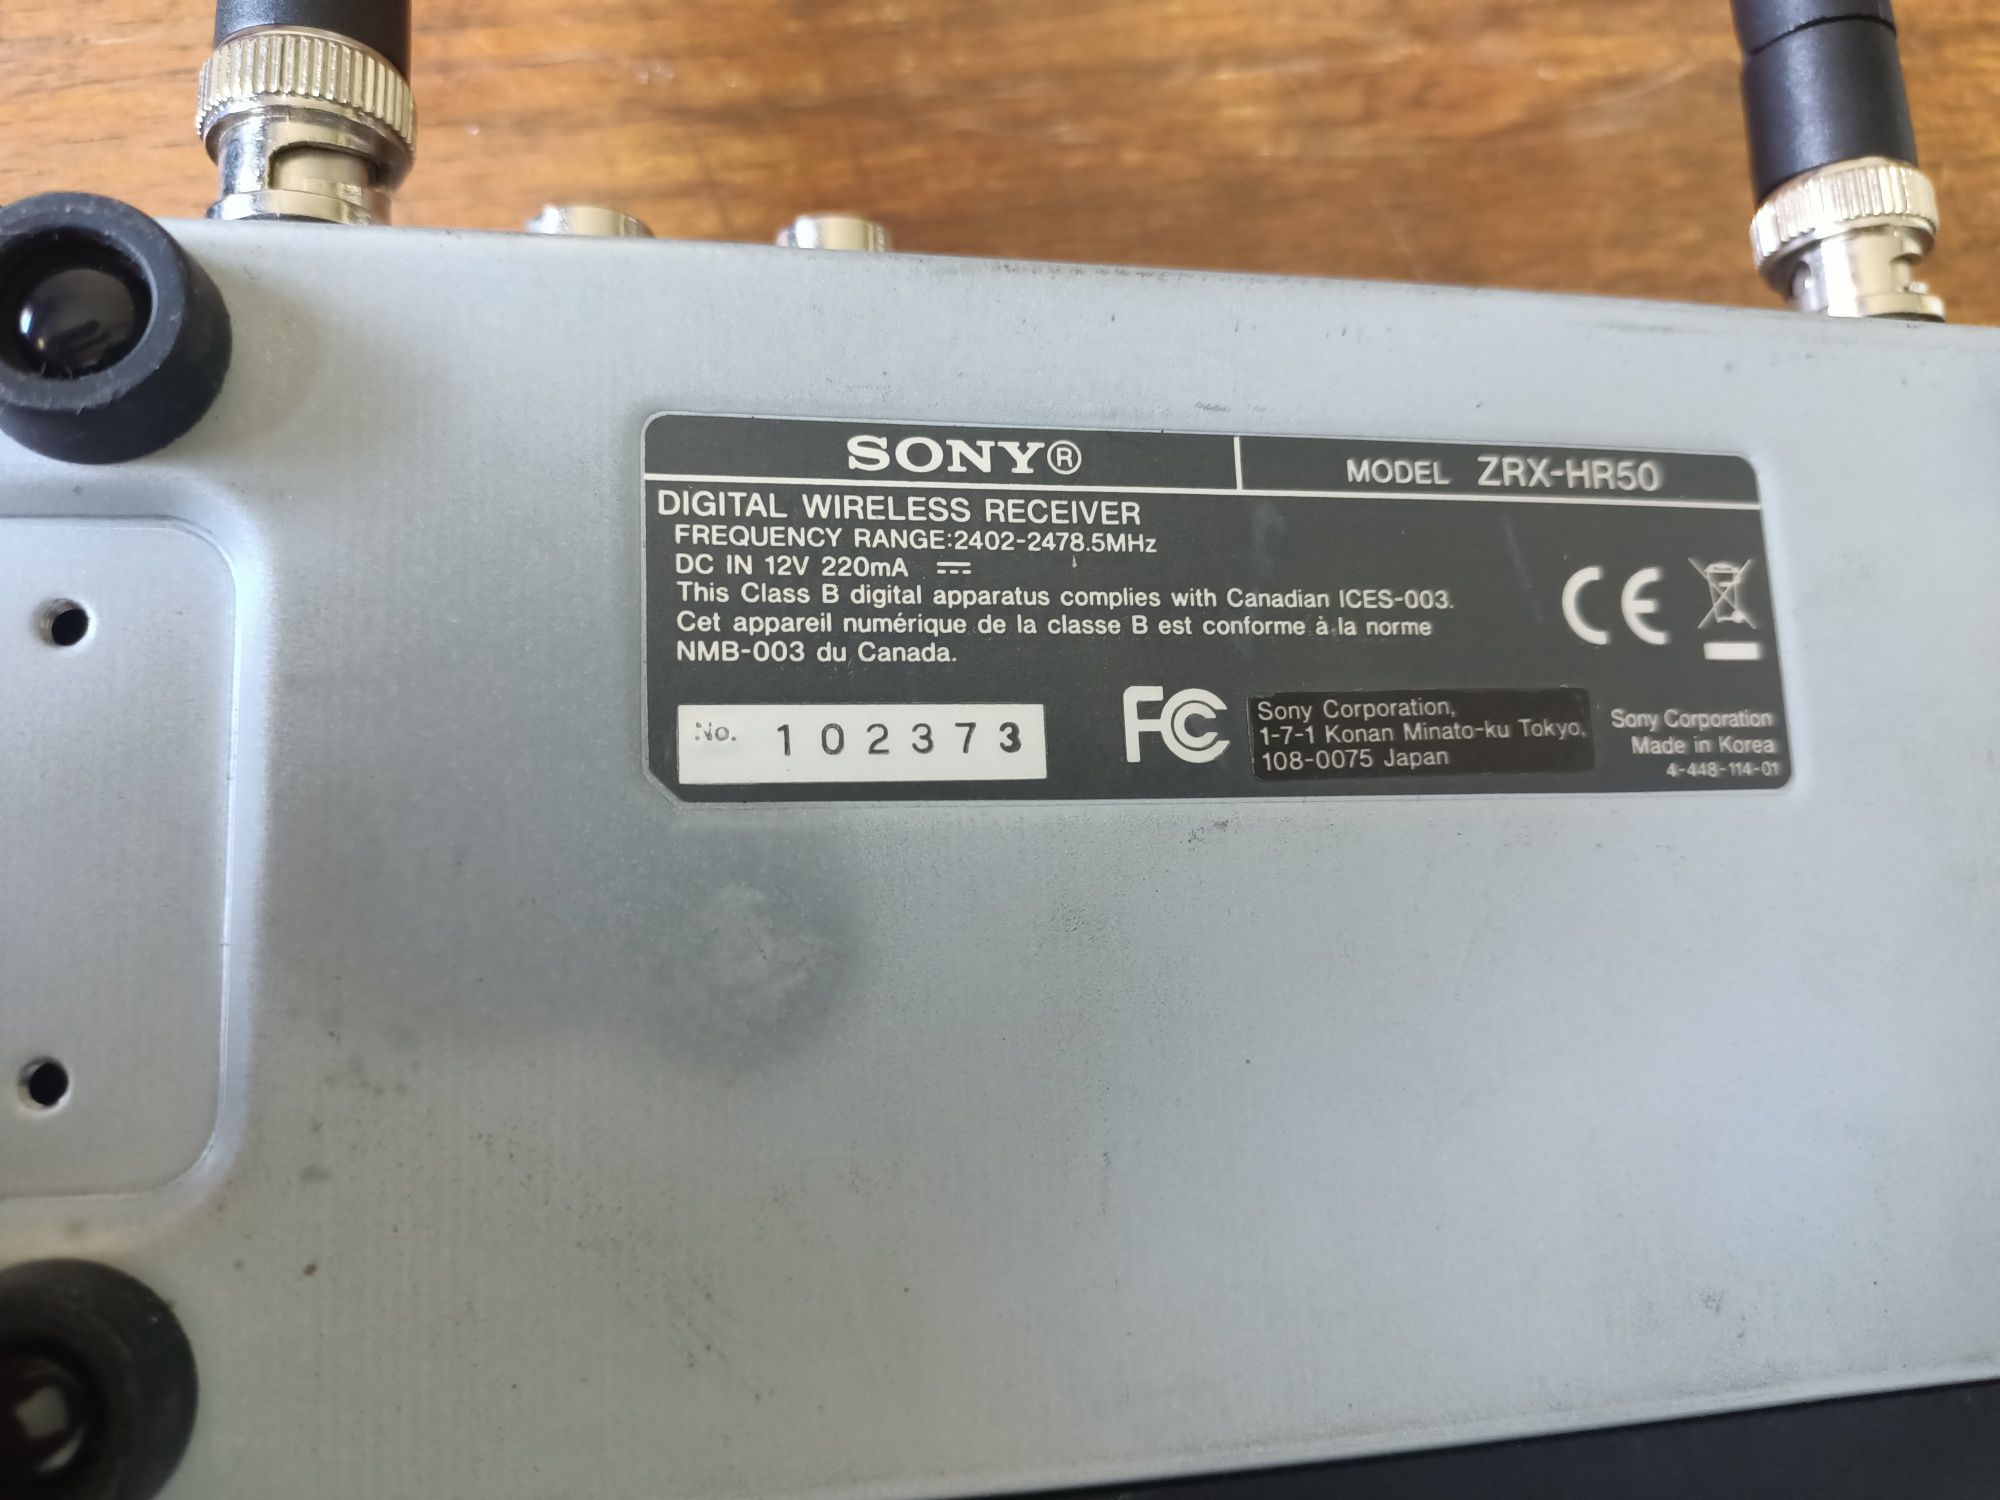 SONY®
MODEL ZRX-HR50
DIGITAL WIRELESS RECEIVER
FREQUENCY RANGE:2402-2478.5MHz
DC IN 12V 220mA
This Class B digital apparatus complies with Canadian ICES-003.
Cet appareil numérique de la classe B est conforme à la norme
NMB-003 du Canada.
CE
No. 102373
FC
Sony Corporation,
1-7-1 Konan Minato-ku Tokyo,
108-0075 Japan
Sony Corporation
Made in Korea
4-448-114-01